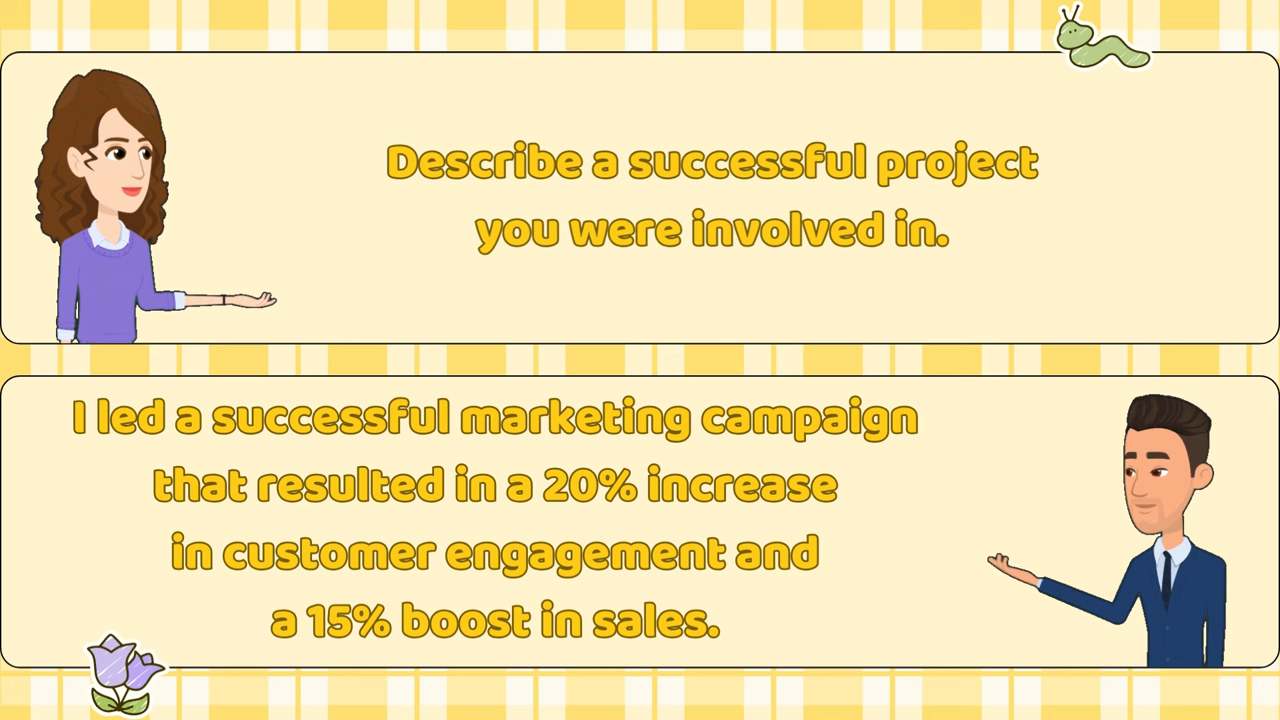 Describe a successful project
you were involved in.
I led a successful marketing campaign
that resulted in a 20% increase
in customer engagement and
a 15% boost in sales.